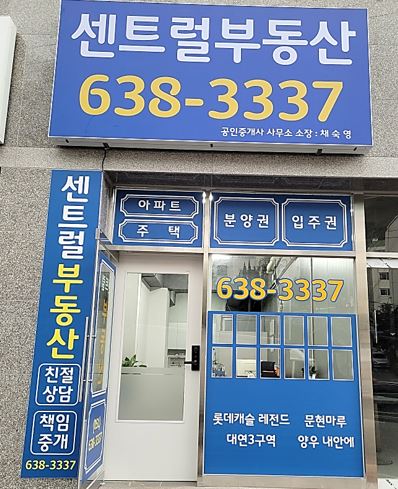 센트럴부동산
638-3337
공인중개사 사무소 소장 : 채 숙 영
센트럴부동산
친절
상담
책임
중개
638-3337
아 파 트
주 택
분양권
입주권
638-3337
롯데캐슬 레전드 문현마루
대연3구역 양우 내안에